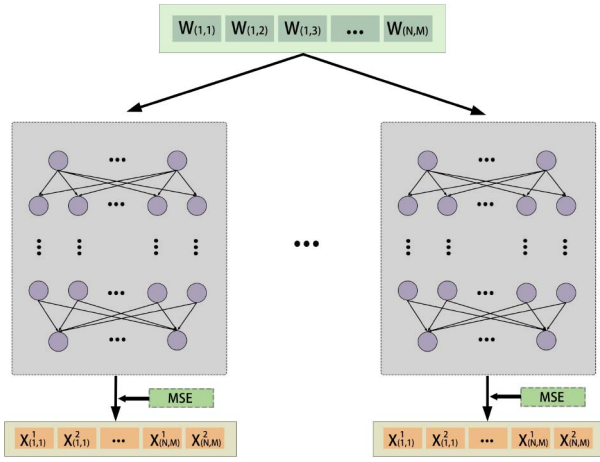 W(1,1) W(1,2) W(1,3) ... W(N,M)
...
MSE MSE
X¹(1,1) X²(1,1) ... X¹(N,M) X²(N,M)
X¹(1,1) X²(1,1) ... X¹(N,M) X²(N,M)